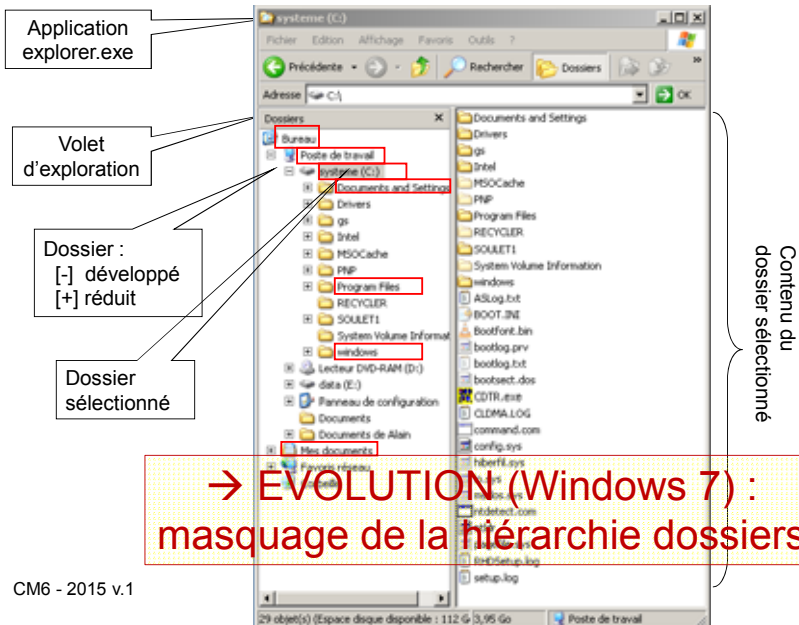 Application
explorer.exe
Volet
d'exploration
Dossier :
[-] développé
[+] réduit
Dossier
sélectionné
systeme (C:)
Fichier Edition Affichage Favoris Outils ?
Précédente Rechercher Dossiers »
Adresse C:\ OK
Dossiers
Bureau
Poste de travail
systeme (C:)
Documents and Settings
Drivers
gs
Intel
MSOCache
PNP
Program Files
RECYCLER
SOULET1
System Volume Informat
windows
Lecteur DVD-RAM (D:)
data (E:)
Panneau de configuration
Documents
Documents de Alain
Mes documents
Favoris réseau
Documents and Settings
Drivers
gs
Intel
MSOCache
PNP
Program Files
RECYCLER
SOULET1
System Volume Information
windows
ASLog.txt
BOOT.INI
Bootfont.bin
bootlog.prv
bootlog.txt
bootsect.dos
CDTR.exe
CLDMA.LOG
command.com
config.sys
hiberfil.sys
ntdetect.com
RHDSetup.log
setup.log
Contenu du
dossier sélectionné
→ EVOLUTION (Windows 7) :
masquage de la hiérarchie dossiers
29 objet(s) (Espace disque disponible : 112 G 3,95 Go Poste de travail
CM6 - 2015 v.1